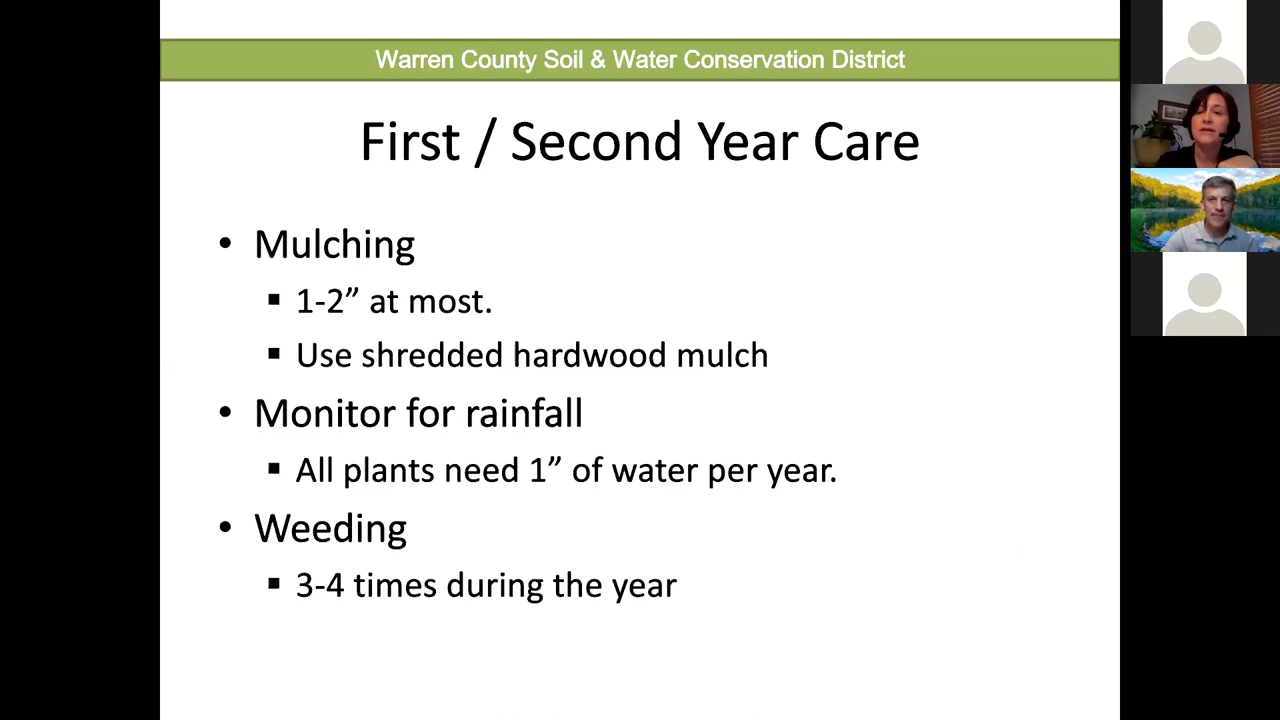 Warren County Soil & Water Conservation District
First / Second Year Care
• Mulching
▪ 1-2” at most.
▪ Use shredded hardwood mulch
• Monitor for rainfall
▪ All plants need 1” of water per year.
• Weeding
▪ 3-4 times during the year